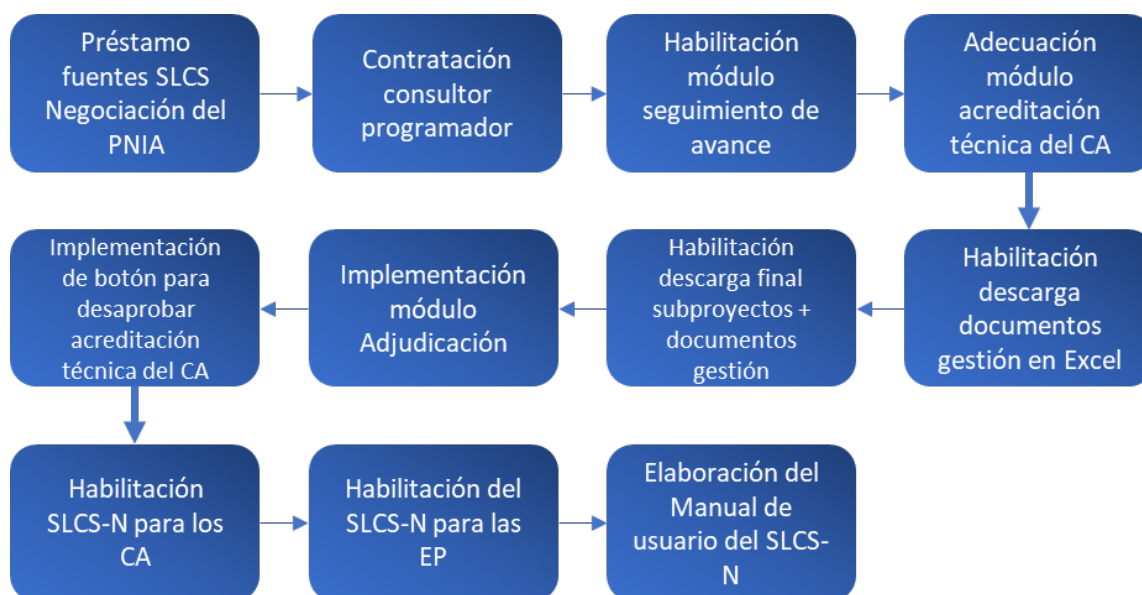 Préstamo
fuentes SLCS
Negociación del
PNIA
Contratación
consultor
programador
Habilitación
módulo
seguimiento de
avance
Adecuación
módulo
acreditación
técnica del CA
Habilitación
descarga
documentos
gestión en Excel
Habilitación
descarga final
subproyectos +
documentos
gestión
Implementación
módulo
Adjudicación
Implementación
de botón para
desaprobar
acreditación
técnica del CA
Habilitación
SLCS-N para los
CA
Habilitación del
SLCS-N para las
EP
Elaboración del
Manual de
usuario del SLCS-
N